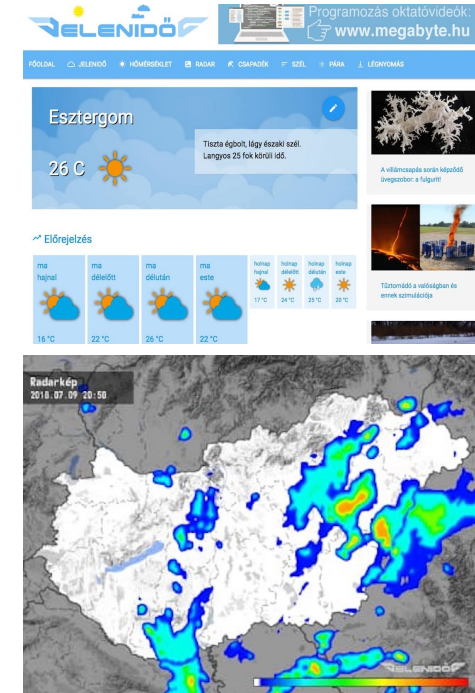 JELENIDŐ
Programozás oktatóvideók:
www.megabyte.hu
FŐOLDAL JELENIDŐ HŐMÉRSÉKLET RADAR CSAPADÉK SZÉL PÁRA LÉGNYOMÁS
Esztergom
26 C
Tiszta égbolt, lágy északi szél.
Langyos 25 fok körüli idő.
A villámcsapás során képződő
üvegszobor: a fulgurit!
Előrejelzés
ma
hajnal
16 °C
ma
délelőtt
22 °C
ma
délután
26 °C
ma
este
22 °C
holnap
hajnal
17 °C
holnap
délelőtt
24 °C
holnap
délután
25 °C
holnap
este
20 °C
Tűztornádó a valóságban és
ennek szimulációja
Radarkép
2018.07.09 20:50
JELENIDŐ